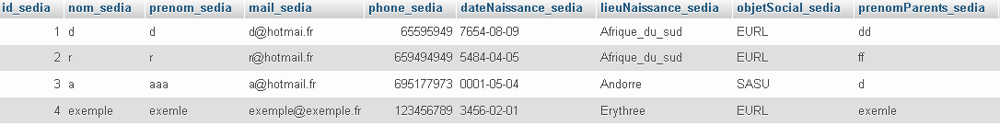 id_sedia nom_sedia prenom_sedia mail_sedia phone_sedia dateNaissance_sedia lieuNaissance_sedia objetSocial_sedia prenomParents_sedia
1 d d d@hotmai.fr 65595949 7654-08-09 Afrique_du_sud EURL dd
2 r r r@hotmail.fr 659494949 5484-04-05 Afrique_du_sud EURL ff
3 a aaa a@hotmail.fr 695177973 0001-05-04 Andorre SASU d
4 exemple exemle exemple@exemple.fr 123456789 3456-02-01 Erythree EURL exemle